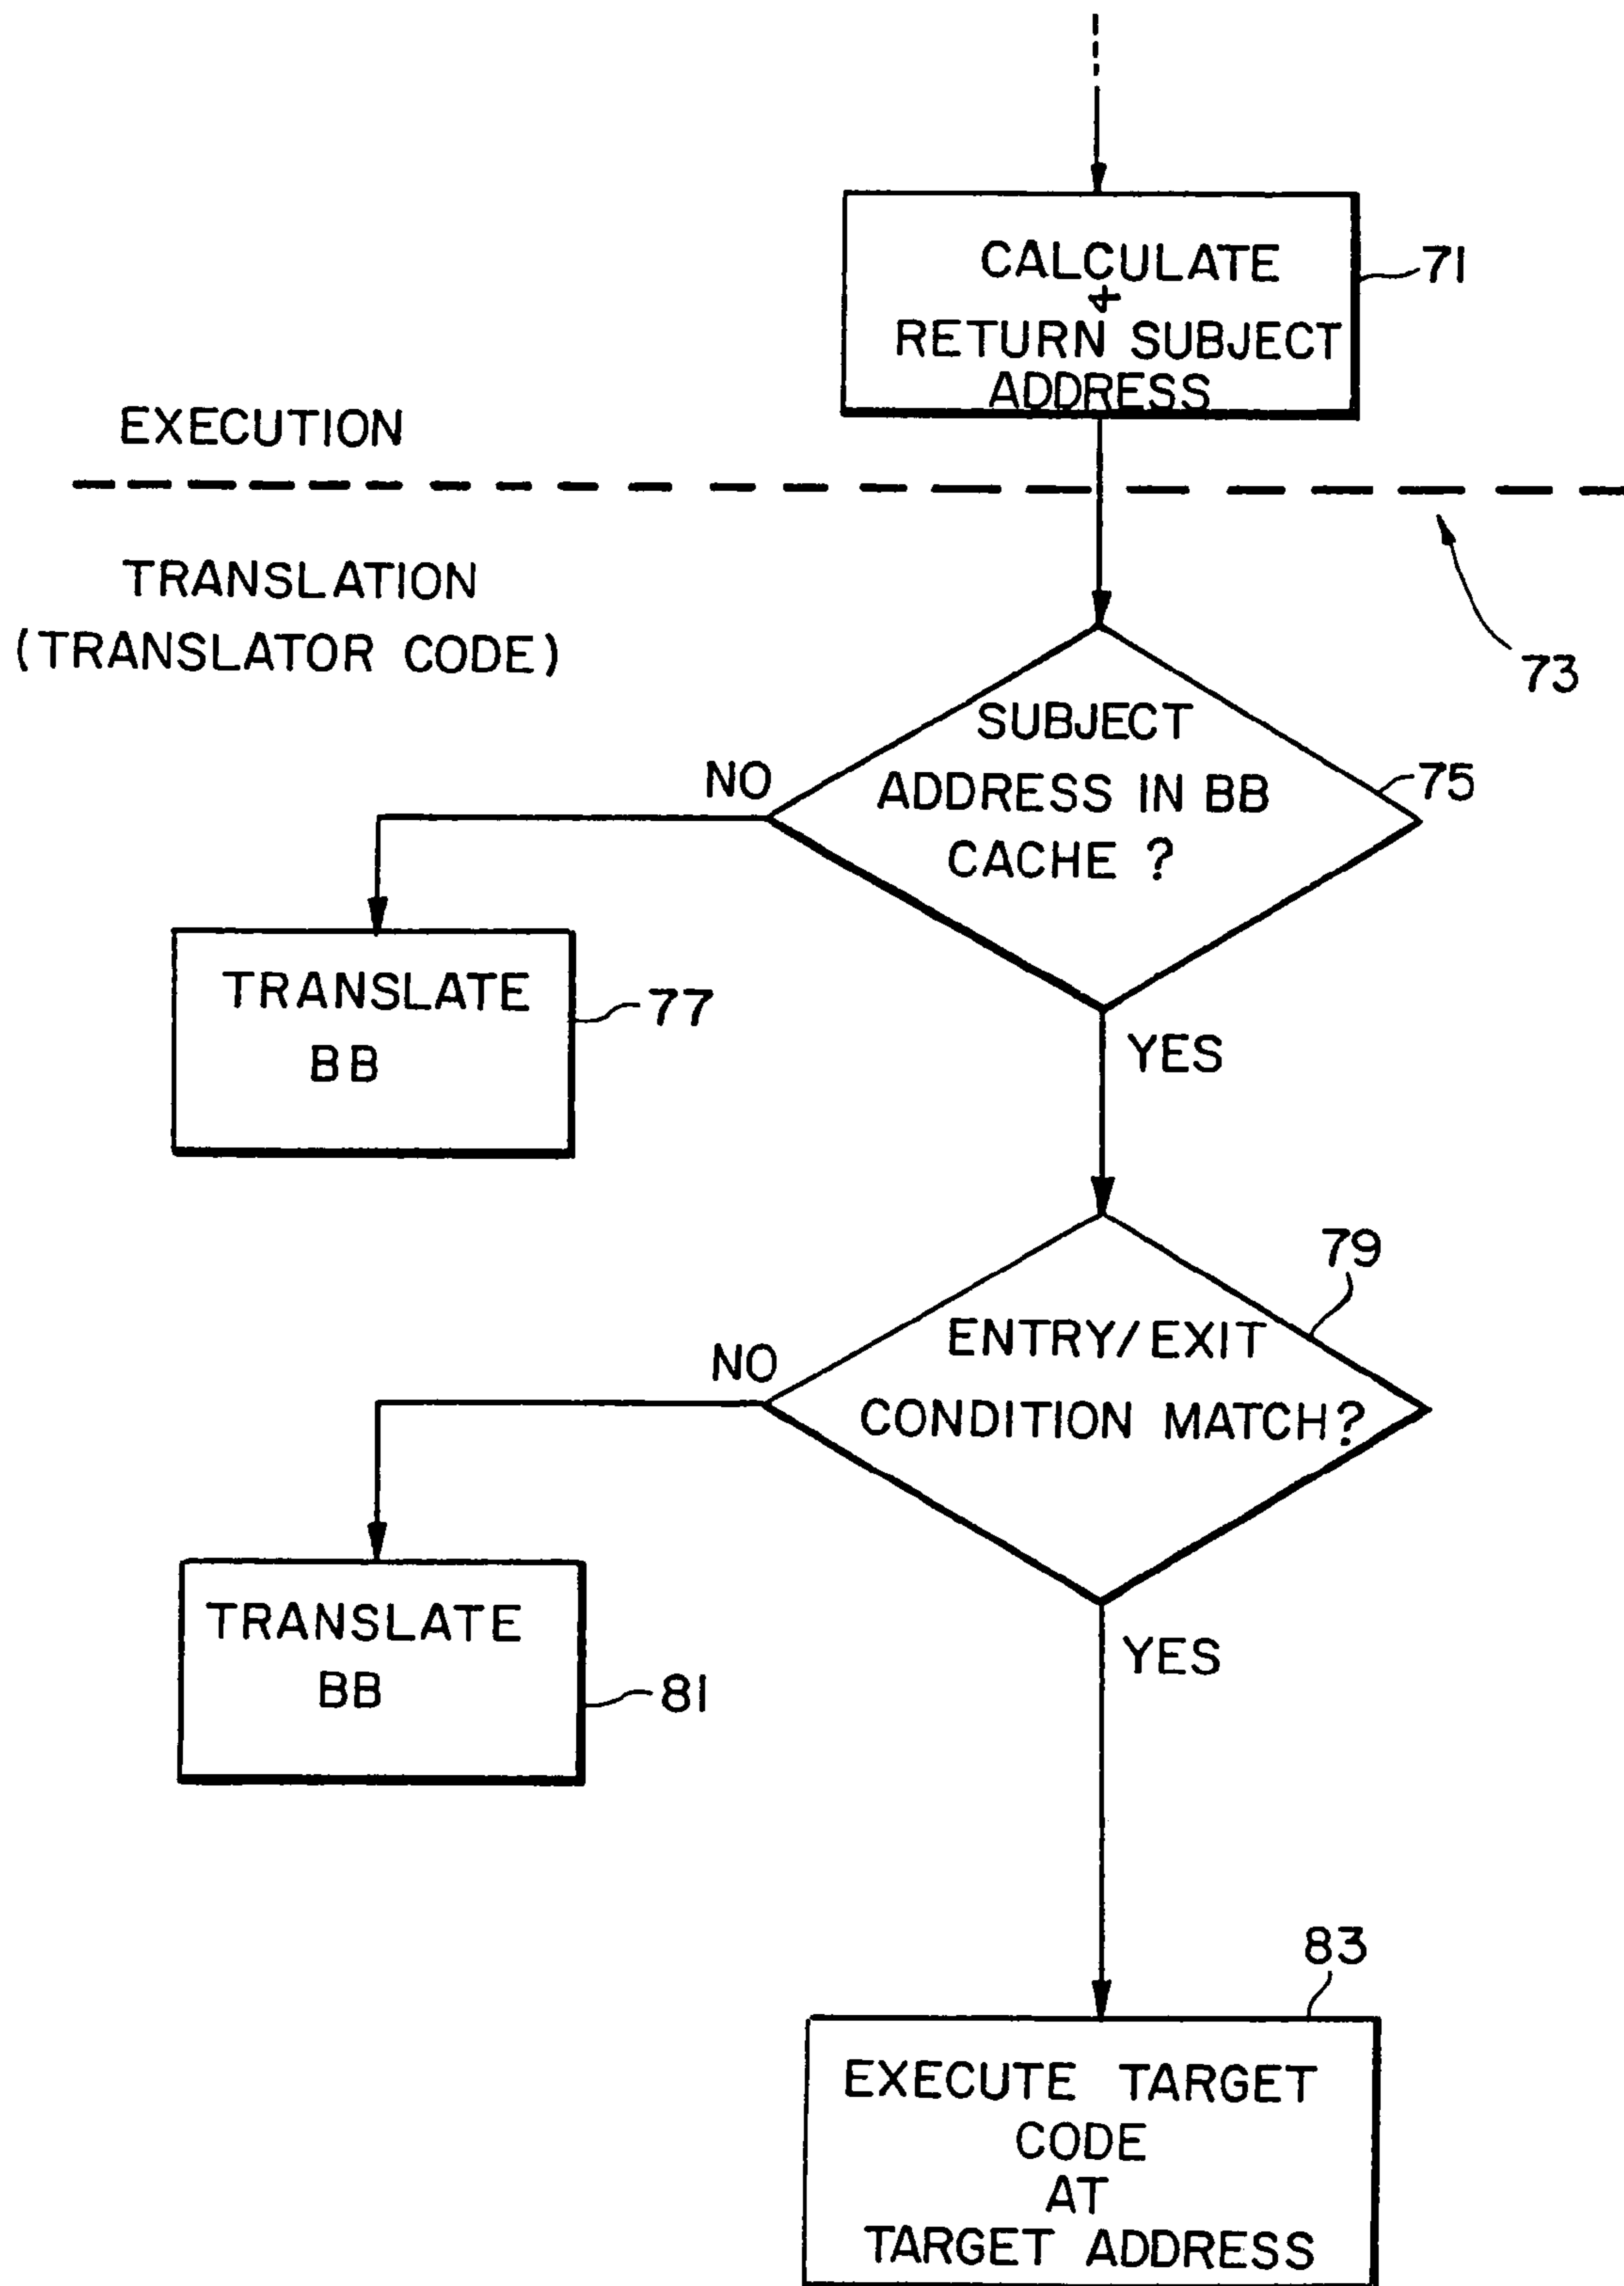 CALCULATE
&
RETURN SUBJECT
ADDRESS
71
EXECUTION
TRANSLATION
(TRANSLATOR CODE)
73
SUBJECT
ADDRESS IN BB
CACHE ?
75
NO
YES
TRANSLATE
BB
77
79
ENTRY/EXIT
CONDITION MATCH?
NO
YES
TRANSLATE
BB
81
83
EXECUTE TARGET
CODE
AT
TARGET ADDRESS